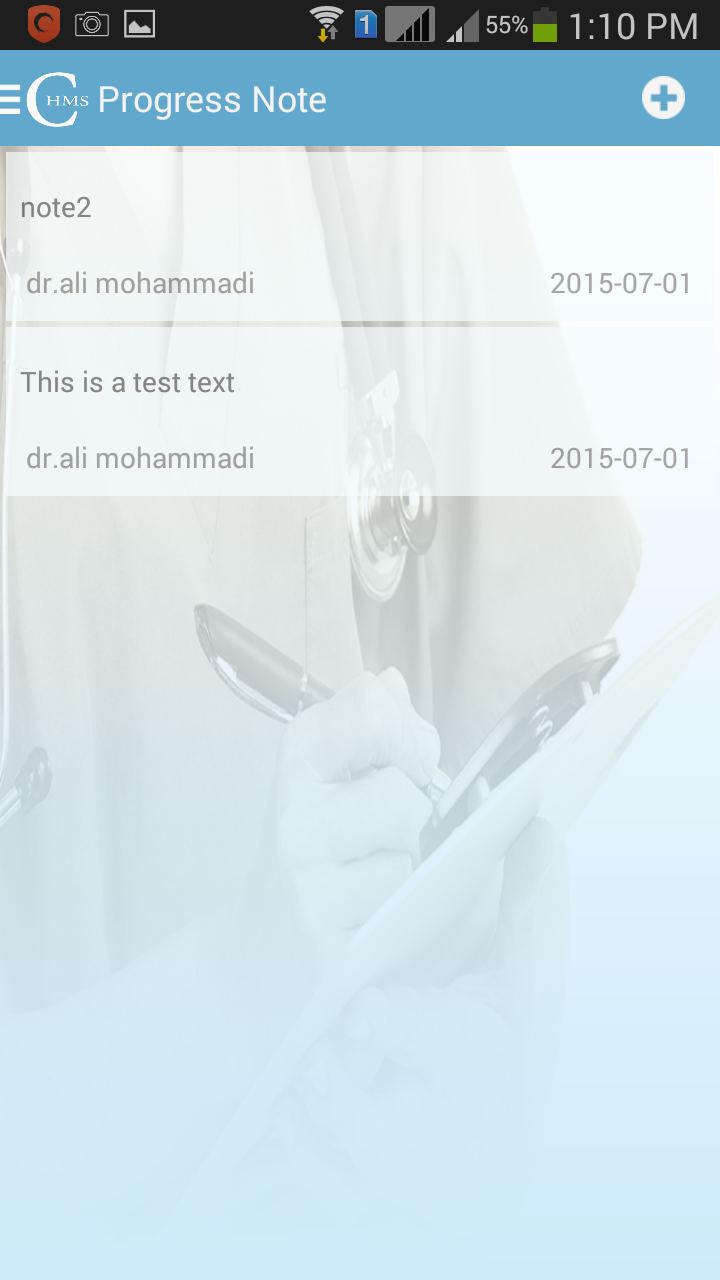 1 55% 1:10 PM
CHMS Progress Note
note2
dr.ali mohammadi 2015-07-01
This is a test text
dr.ali mohammadi 2015-07-01